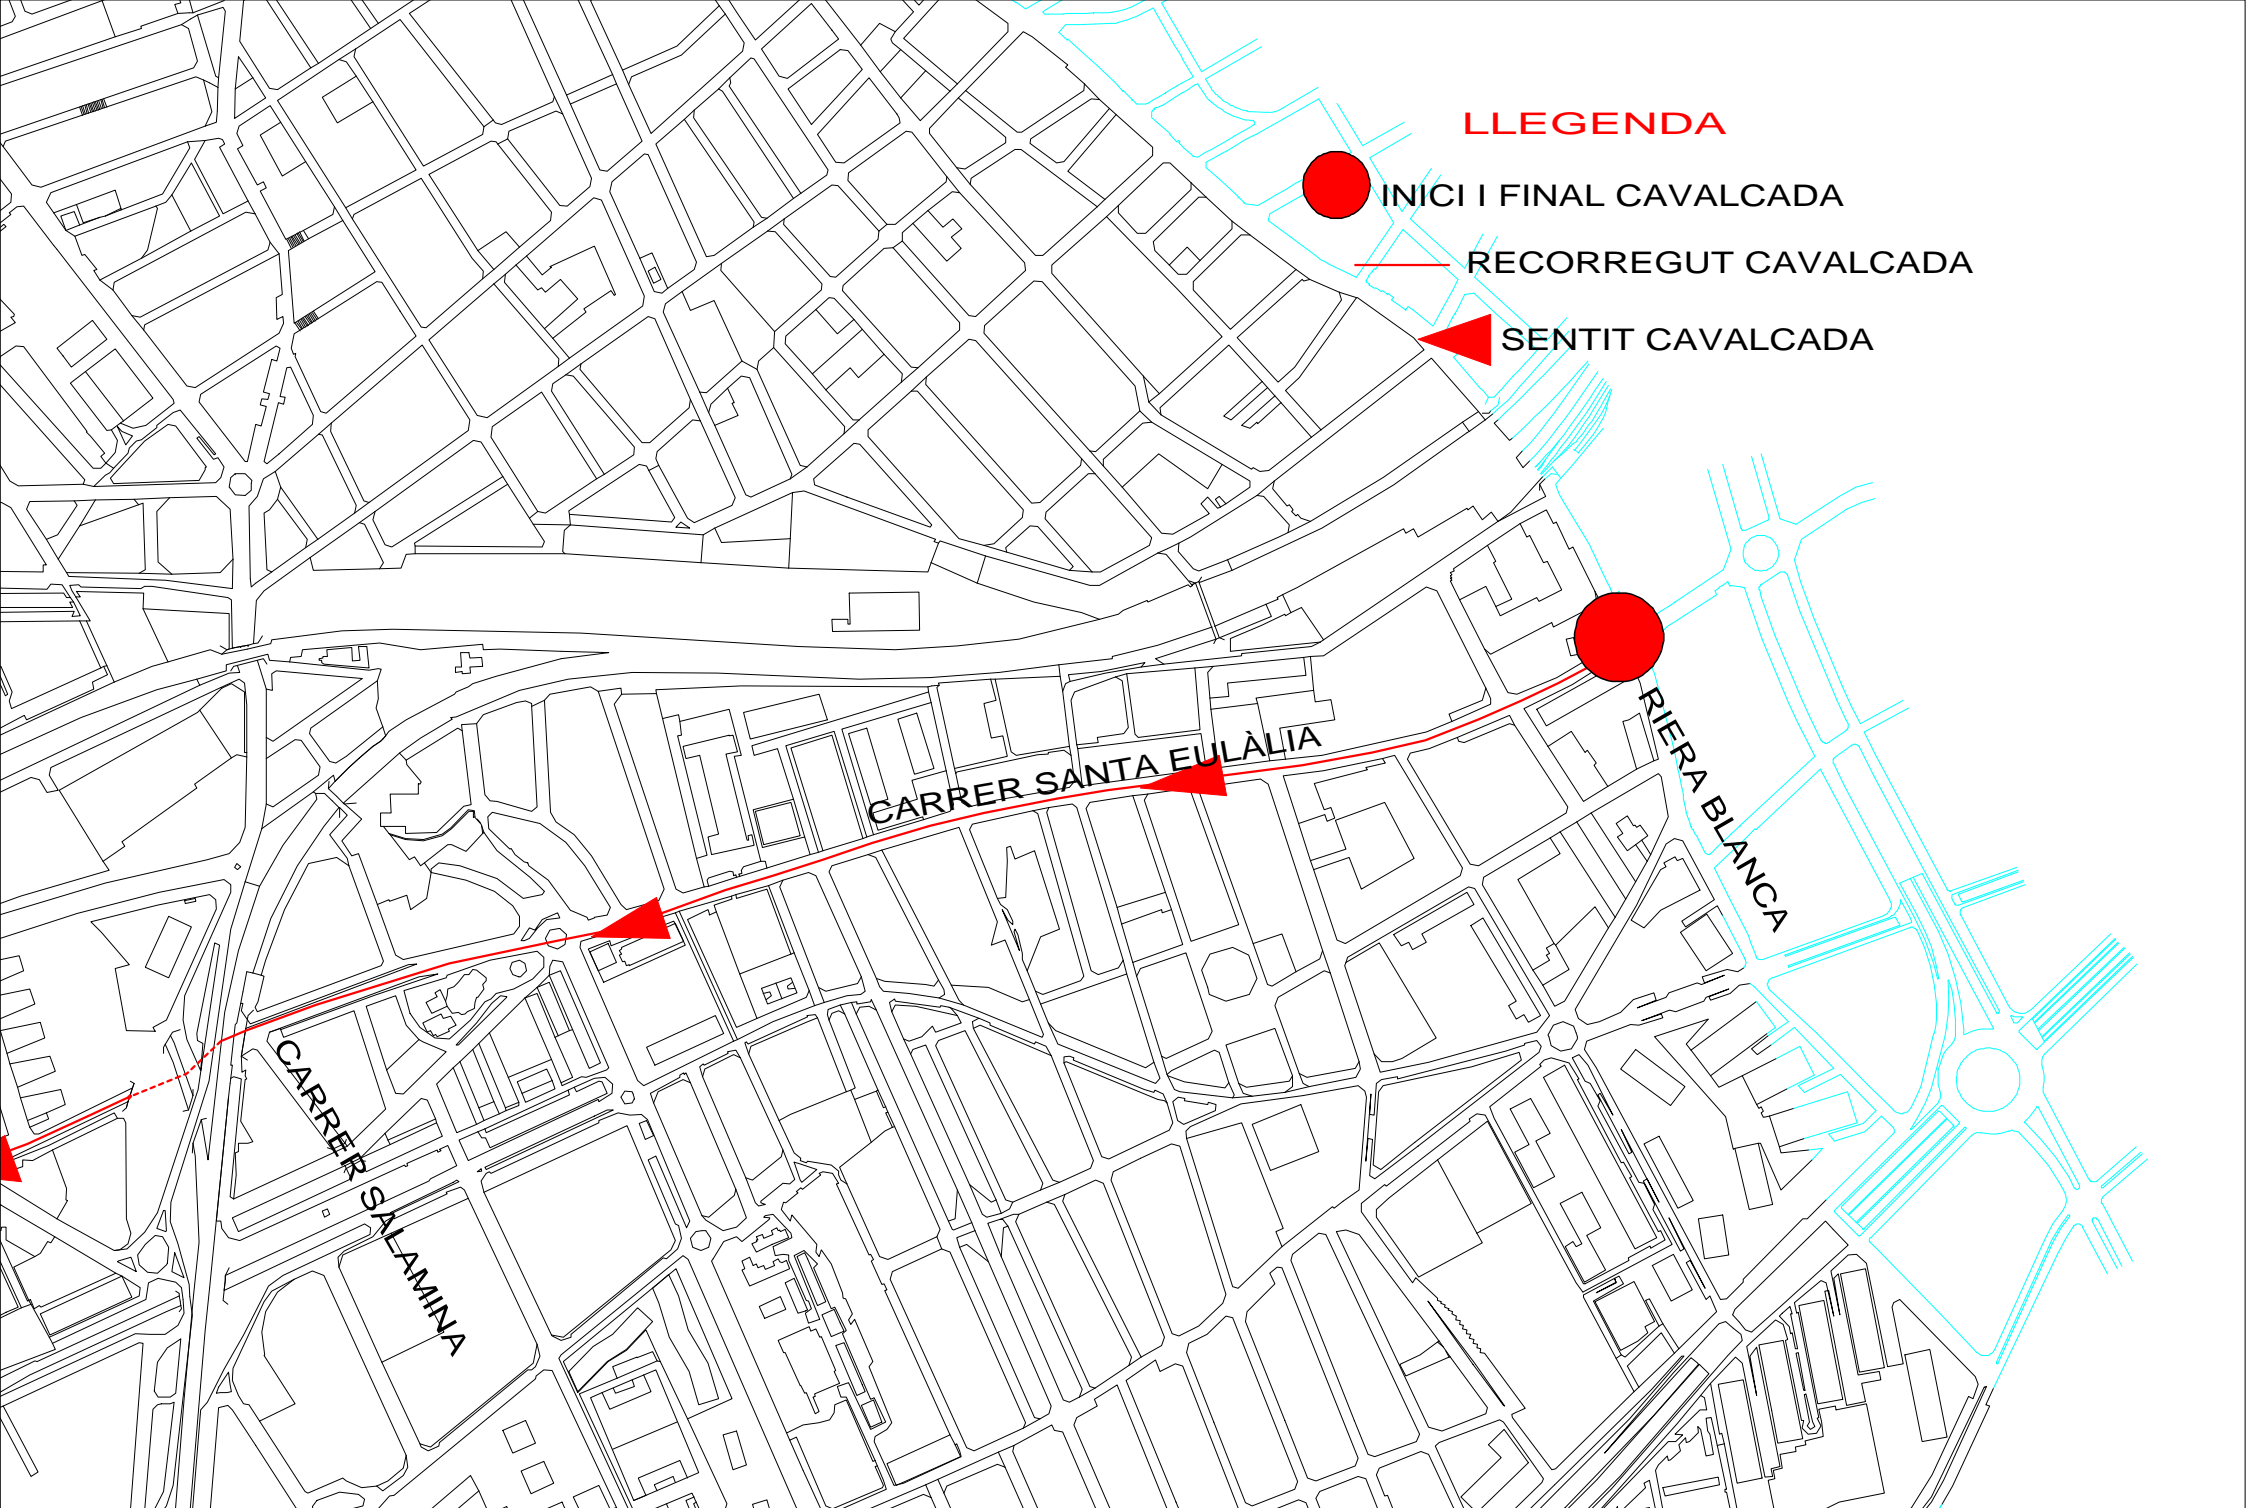 LLEGENDA
INICI I FINAL CAVALCADA
RECORREGUT CAVALCADA
SENTIT CAVALCADA
CARRER SANTA EULÀLIA
RIERA BLANCA
CARRER SALAMINA